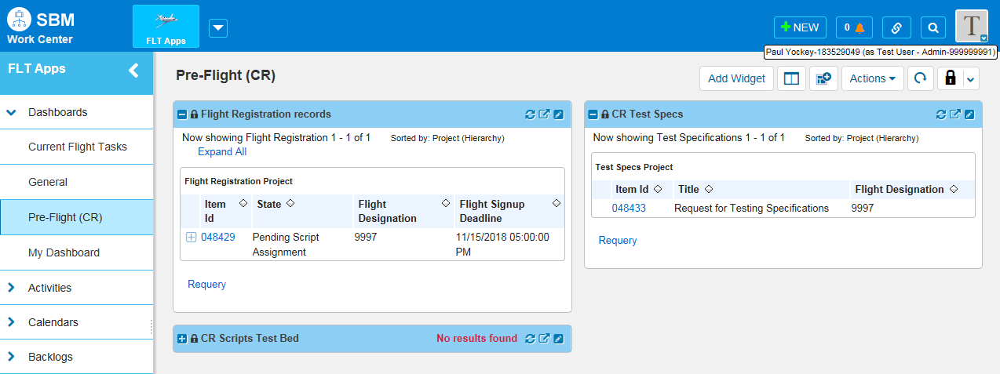 SBM
Work Center
FLT Apps
NEW
0
T
Paul Yockey-183529049 (as Test User - Admin-999999991)
FLT Apps
Dashboards
Current Flight Tasks
General
Pre-Flight (CR)
My Dashboard
Activities
Calendars
Backlogs
Pre-Flight (CR)
Add Widget
Actions
Flight Registration records
Now showing Flight Registration 1 - 1 of 1 Sorted by: Project (Hierarchy)
Expand All
Flight Registration Project
Item Id State Flight Designation Flight Signup Deadline
048429 Pending Script Assignment 9997 11/15/2018 05:00:00 PM
Requery
CR Scripts Test Bed No results found
CR Test Specs
Now showing Test Specifications 1 - 1 of 1 Sorted by: Project (Hierarchy)
Test Specs Project
Item Id Title Flight Designation
048433 Request for Testing Specifications 9997
Requery